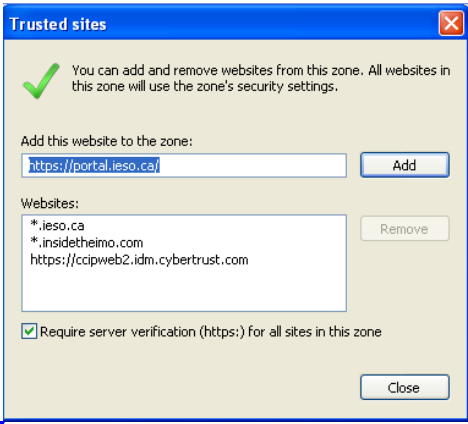 Trusted sites
You can add and remove websites from this zone. All websites in
this zone will use the zone's security settings.
Add this website to the zone:
https://portal.ieso.ca/
Add
Websites:
*.ieso.ca
*.insidetheimo.com
https://ccipweb2.idm.cybertrust.com
Remove
Require server verification (https:) for all sites in this zone
Close